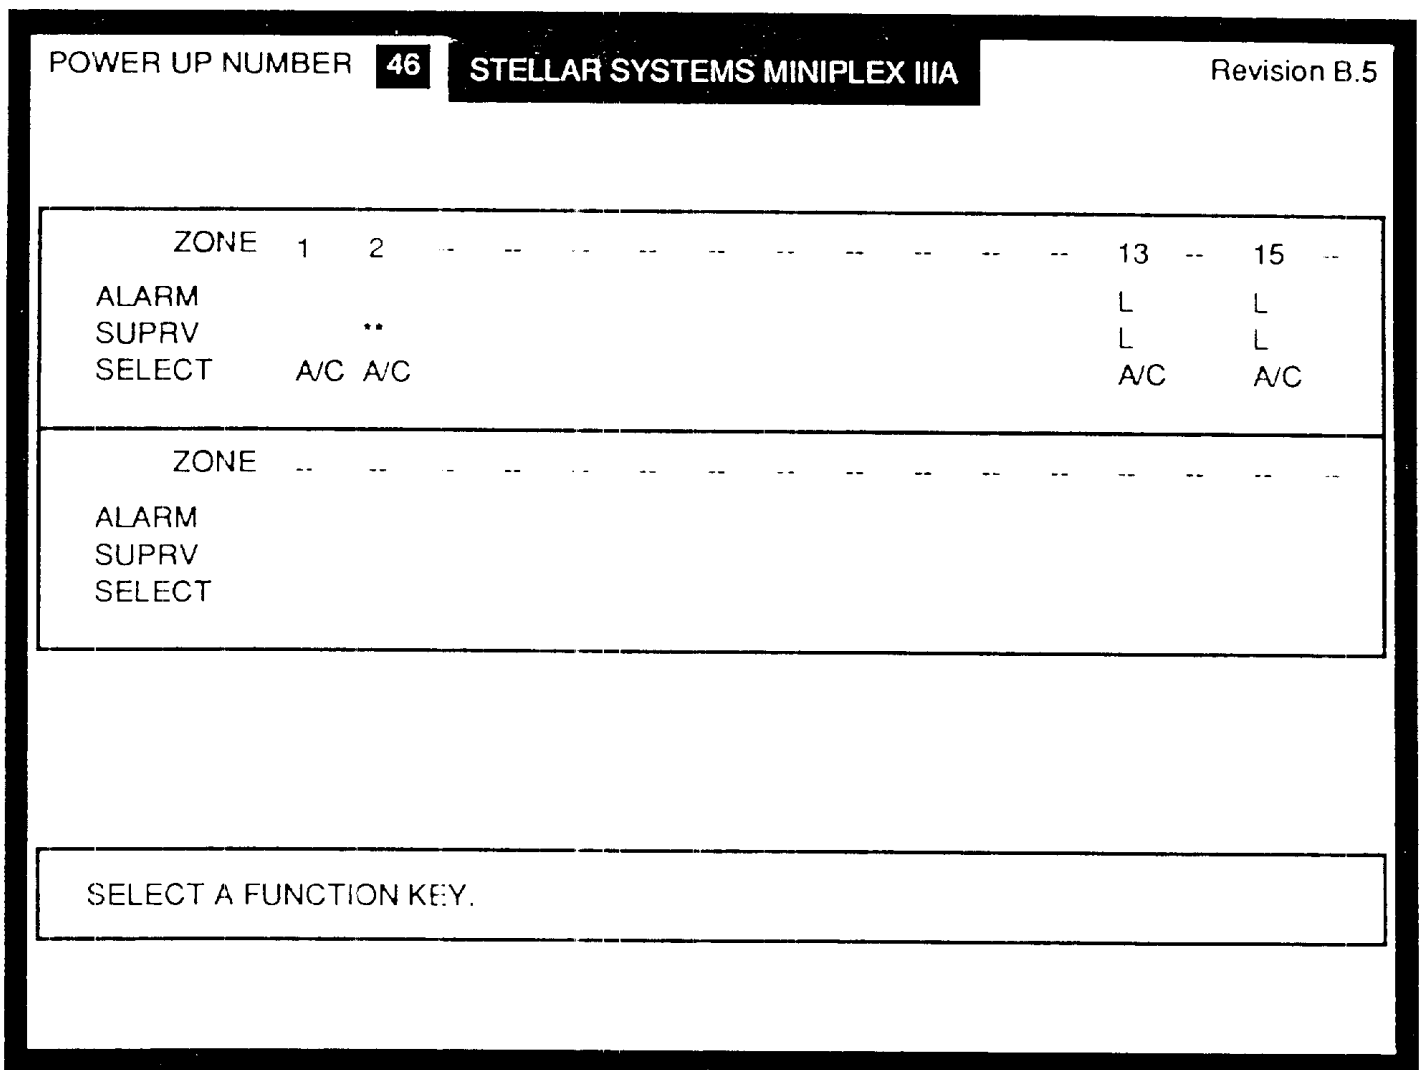 POWER UP NUMBER 46 STELLAR SYSTEMS MINIPLEX IIIA Revision B.5
ZONE 1 2 -- -- -- -- -- -- -- -- -- -- 13 -- 15 --
ALARM L L
SUPRV ** L L
SELECT A/C A/C A/C A/C
ZONE -- -- -- -- -- -- -- -- -- -- -- -- -- -- -- --
ALARM
SUPRV
SELECT
SELECT A FUNCTION KEY.